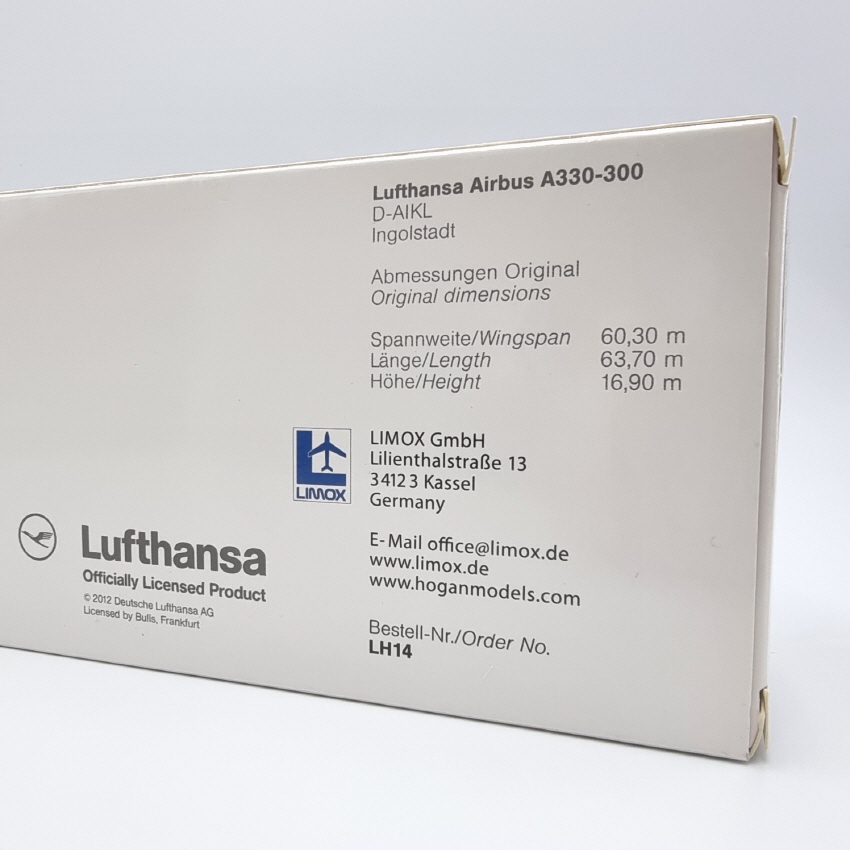 Lufthansa Airbus A330-300
D-AIKL
Ingolstadt
Abmessungen Original
Original dimensions
Spannweite/Wingspan 60,30 m
Länge/Length 63,70 m
Höhe/Height 16,90 m
LIMOX
LIMOX GmbH
Lilienthalstraße 13
34123 Kassel
Germany
E-Mail office@limox.de
www.limox.de
www.hoganmodels.com
Bestell-Nr./Order No.
LH14
Lufthansa
Officially Licensed Product
© 2012 Deutsche Lufthansa AG
Licensed by Bulls, Frankfurt